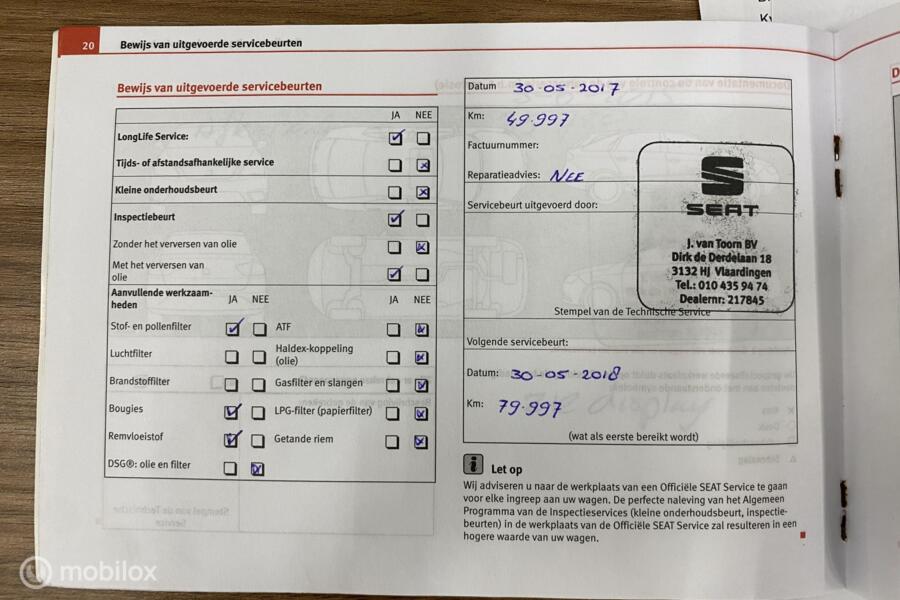 20 Bewijs van uitgevoerde servicebeurten
Bewijs van uitgevoerde servicebeurten
JA NEE
LongLife Service:
Tijds- of afstandsafhankelijke service
Kleine onderhoudsbeurt
Inspectiebeurt
Zonder het verversen van olie
Met het verversen van
olie
Aanvullende werkzaam-
heden
JA NEE JA NEE
Stof- en pollenfilter ATF
Luchtfilter Haldex-koppeling
(olie)
Brandstoffilter Gasfilter en slangen
Bougies LPG-filter (papierfilter)
Remvloeistof Getande riem
DSG®: olie en filter
Datum 30-05-2017
Km: 49.997
Factuurnummer:
Reparatieadvies: NEE
Servicebeurt uitgevoerd door:
SEAT
J. van Toorn BV
Dirk de Derdelaan 18
3132 HJ Vlaardingen
Tel.: 010 435 94 74
Dealernr: 217845
Stempel van de Technische Service
Volgende servicebeurt:
Datum: 30-05-2018
Km: 79.997
(wat als eerste bereikt wordt)
i Let op
Wij adviseren u naar de werkplaats van een Officiële SEAT Service te gaan
voor elke ingreep aan uw wagen. De perfecte naleving van het Algemeen
Programma van de Inspectieservices (kleine onderhoudsbeurt, inspectie-
beurten) in de werkplaats van de Officiële SEAT Service zal resulteren in een
hogere waarde van uw wagen.
mobilox